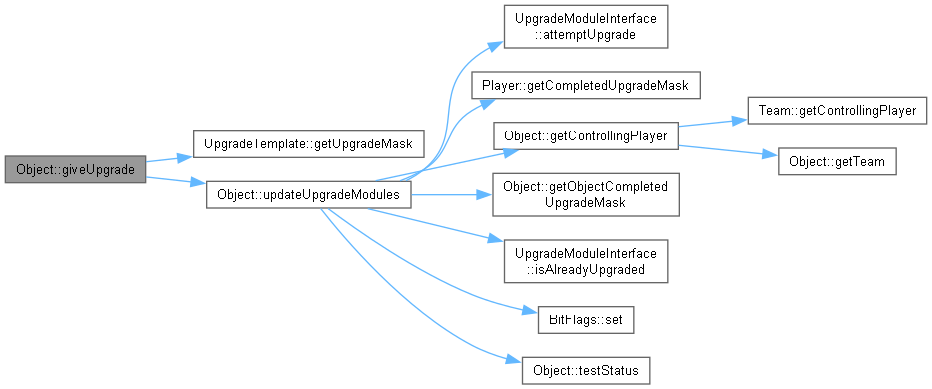 UpgradeModuleInterface
::attemptUpgrade
Player::getCompletedUpgradeMask
Team::getControllingPlayer
UpgradeTemplate::getUpgradeMask
Object::getControllingPlayer
Object::getTeam
Object::giveUpgrade
Object::updateUpgradeModules
Object::getObjectCompleted
UpgradeMask
UpgradeModuleInterface
::isAlreadyUpgraded
BitFlags::set
Object::testStatus